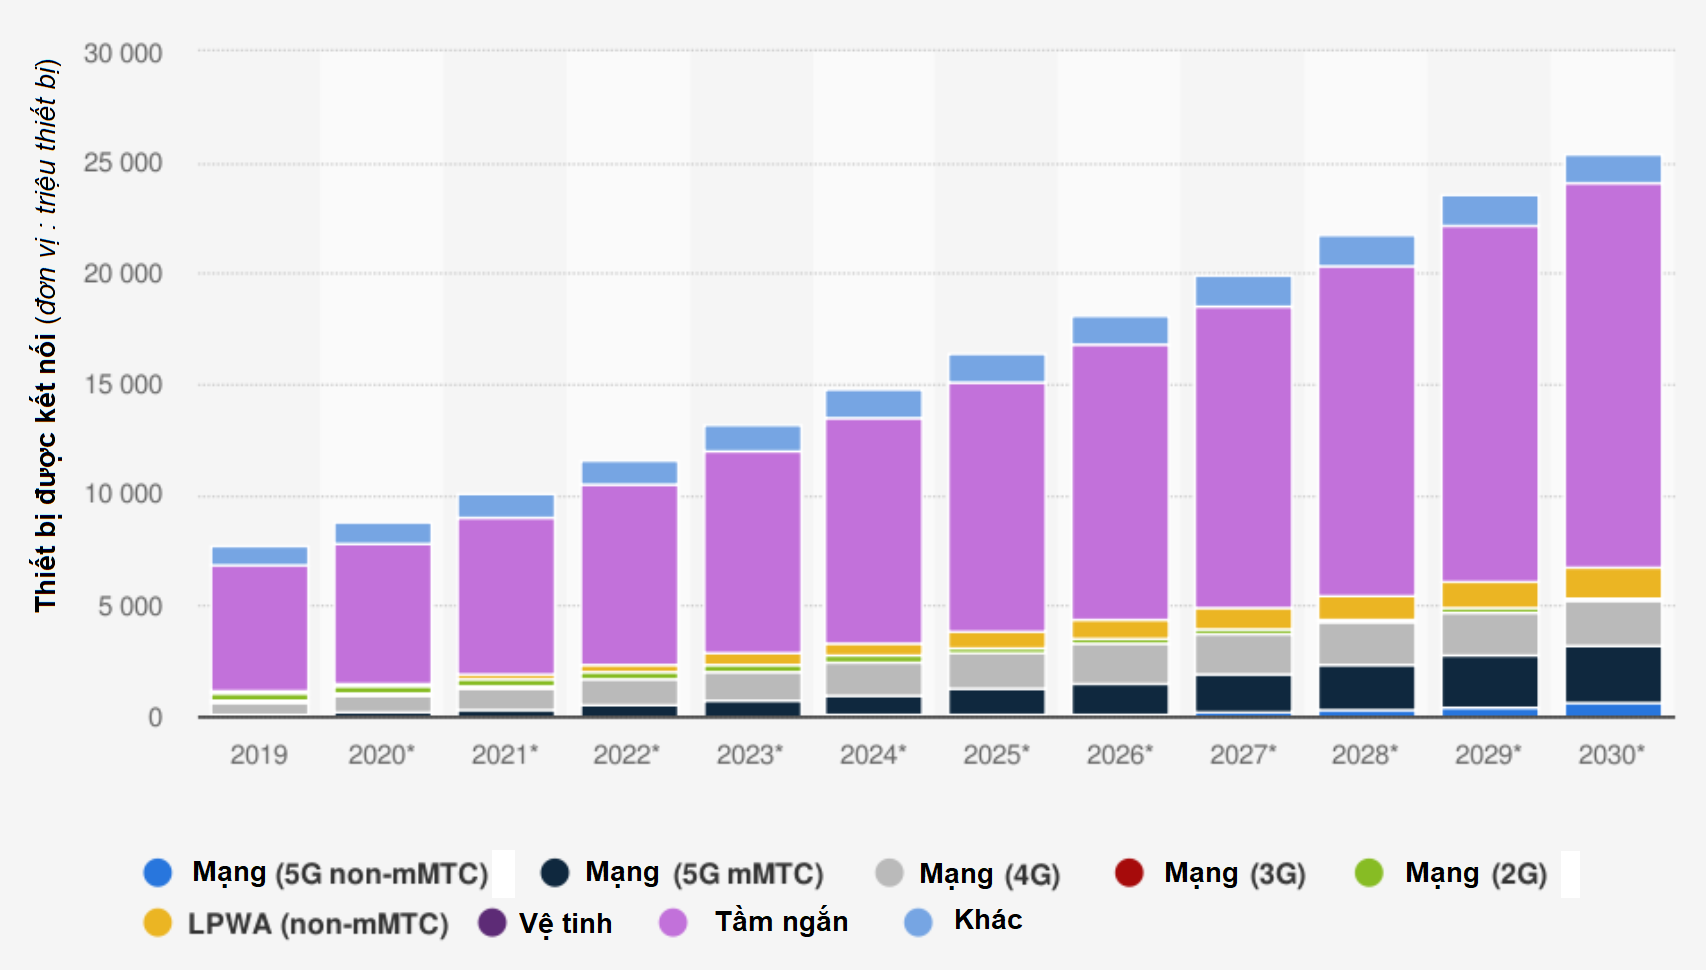 Thiết bị được kết nối (đơn vị : triệu thiết bị)
30 000
25 000
20 000
15 000
10 000
5 000
0
2019 2020* 2021* 2022* 2023* 2024* 2025* 2026* 2027* 2028* 2029* 2030*
Mạng (5G non-mMTC) Mạng (5G mMTC) Mạng (4G) Mạng (3G) Mạng (2G)
LPWA (non-mMTC) Vệ tinh Tầm ngắn Khác